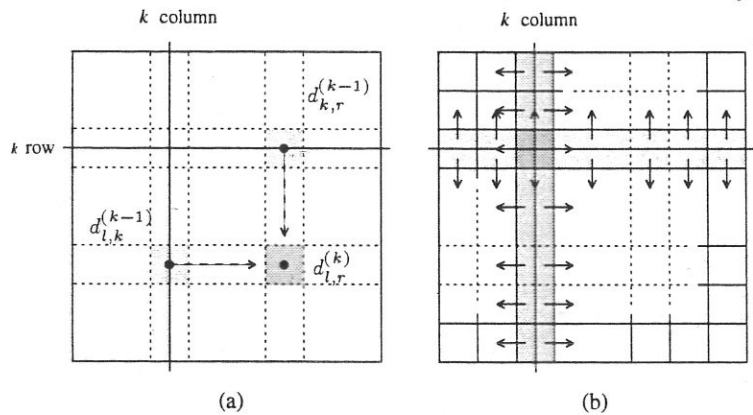 k column
k column
d_{k,r}^{(k-1)}
k row
d_{l,k}^{(k-1)}
d_{l,r}^{(k)}
(a)
(b)